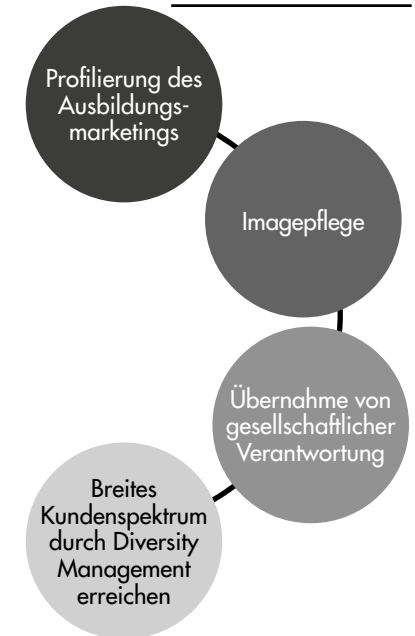 Profilierung des
Ausbildungs-
marketings
Imagepflege
Übernahme von
gesellschaftlicher
Verantwortung
Breites
Kundenspektrum
durch Diversity
Management
erreichen